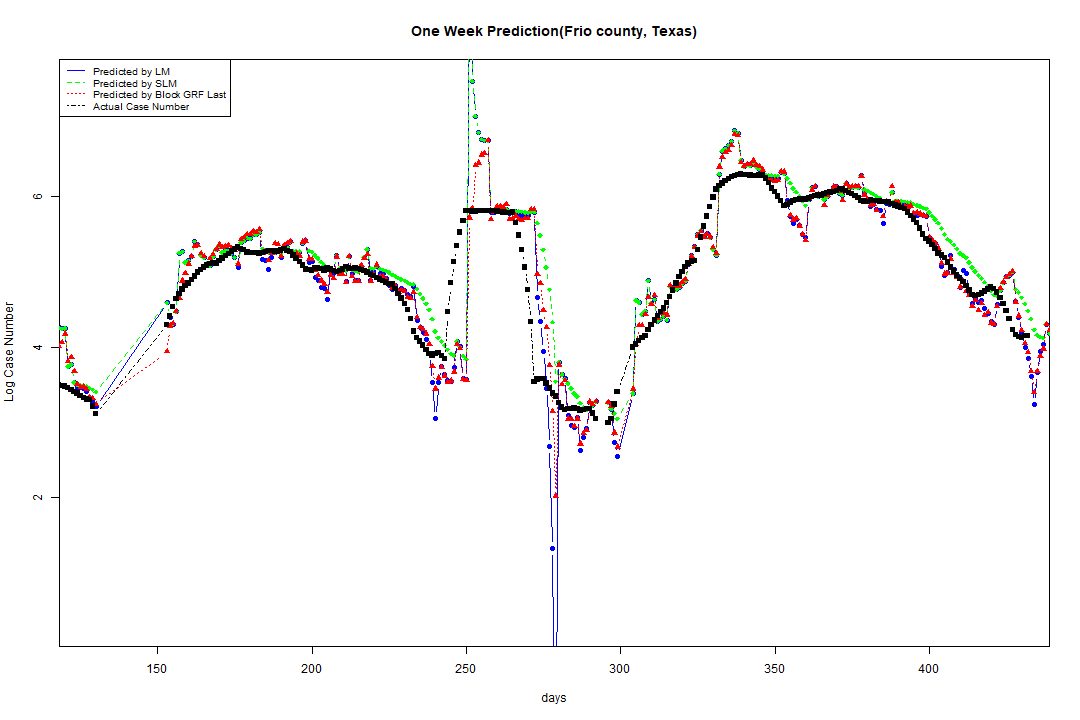 One Week Prediction(Frio county, Texas)
Predicted by LM
Predicted by SLM
Predicted by Block GRF Last
Actual Case Number
6
4
2
Log Case Number
150 200 250 300 350 400
days